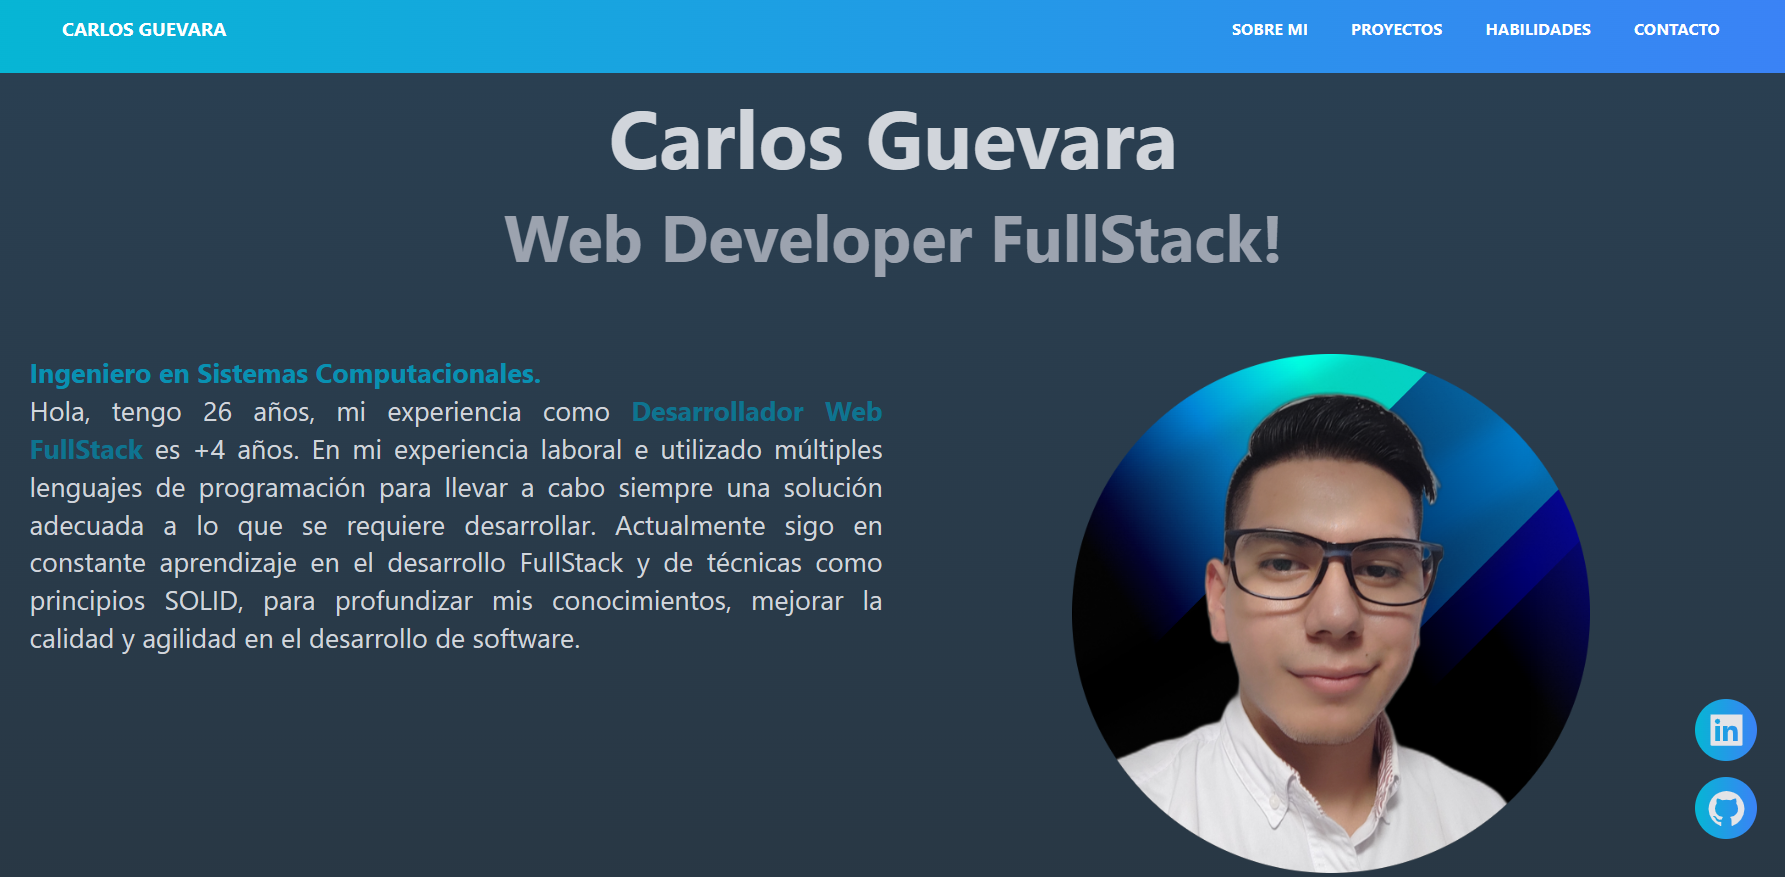 CARLOS GUEVARA
SOBRE MI
PROYECTOS
HABILIDADES
CONTACTO
Carlos Guevara
Web Developer FullStack!
Ingeniero en Sistemas Computacionales.
Hola, tengo 26 años, mi experiencia como Desarrollador Web
FullStack es +4 años. En mi experiencia laboral e utilizado múltiples
lenguajes de programación para llevar a cabo siempre una solución
adecuada a lo que se requiere desarrollar. Actualmente sigo en
constante aprendizaje en el desarrollo FullStack y de técnicas como
principios SOLID, para profundizar mis conocimientos, mejorar la
calidad y agilidad en el desarrollo de software.
in